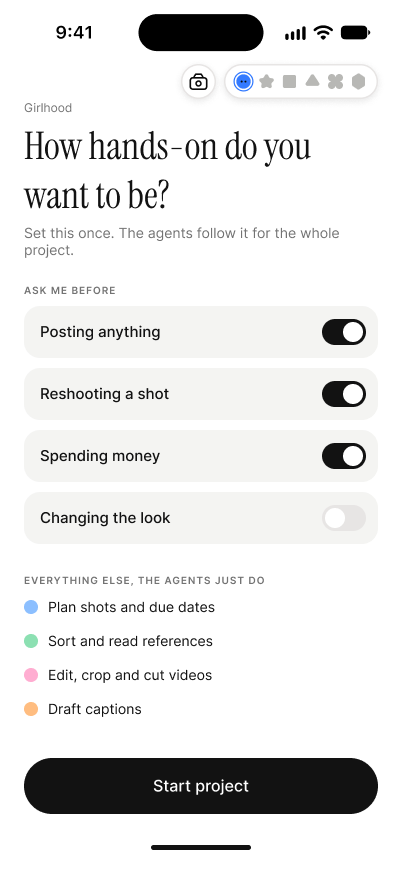 9:41
Girlhood
How hands-on do you
want to be?
Set this once. The agents follow it for the whole
project.
ASK ME BEFORE
Posting anything
Reshooting a shot
Spending money
Changing the look
EVERYTHING ELSE, THE AGENTS JUST DO
Plan shots and due dates
Sort and read references
Edit, crop and cut videos
Draft captions
Start project